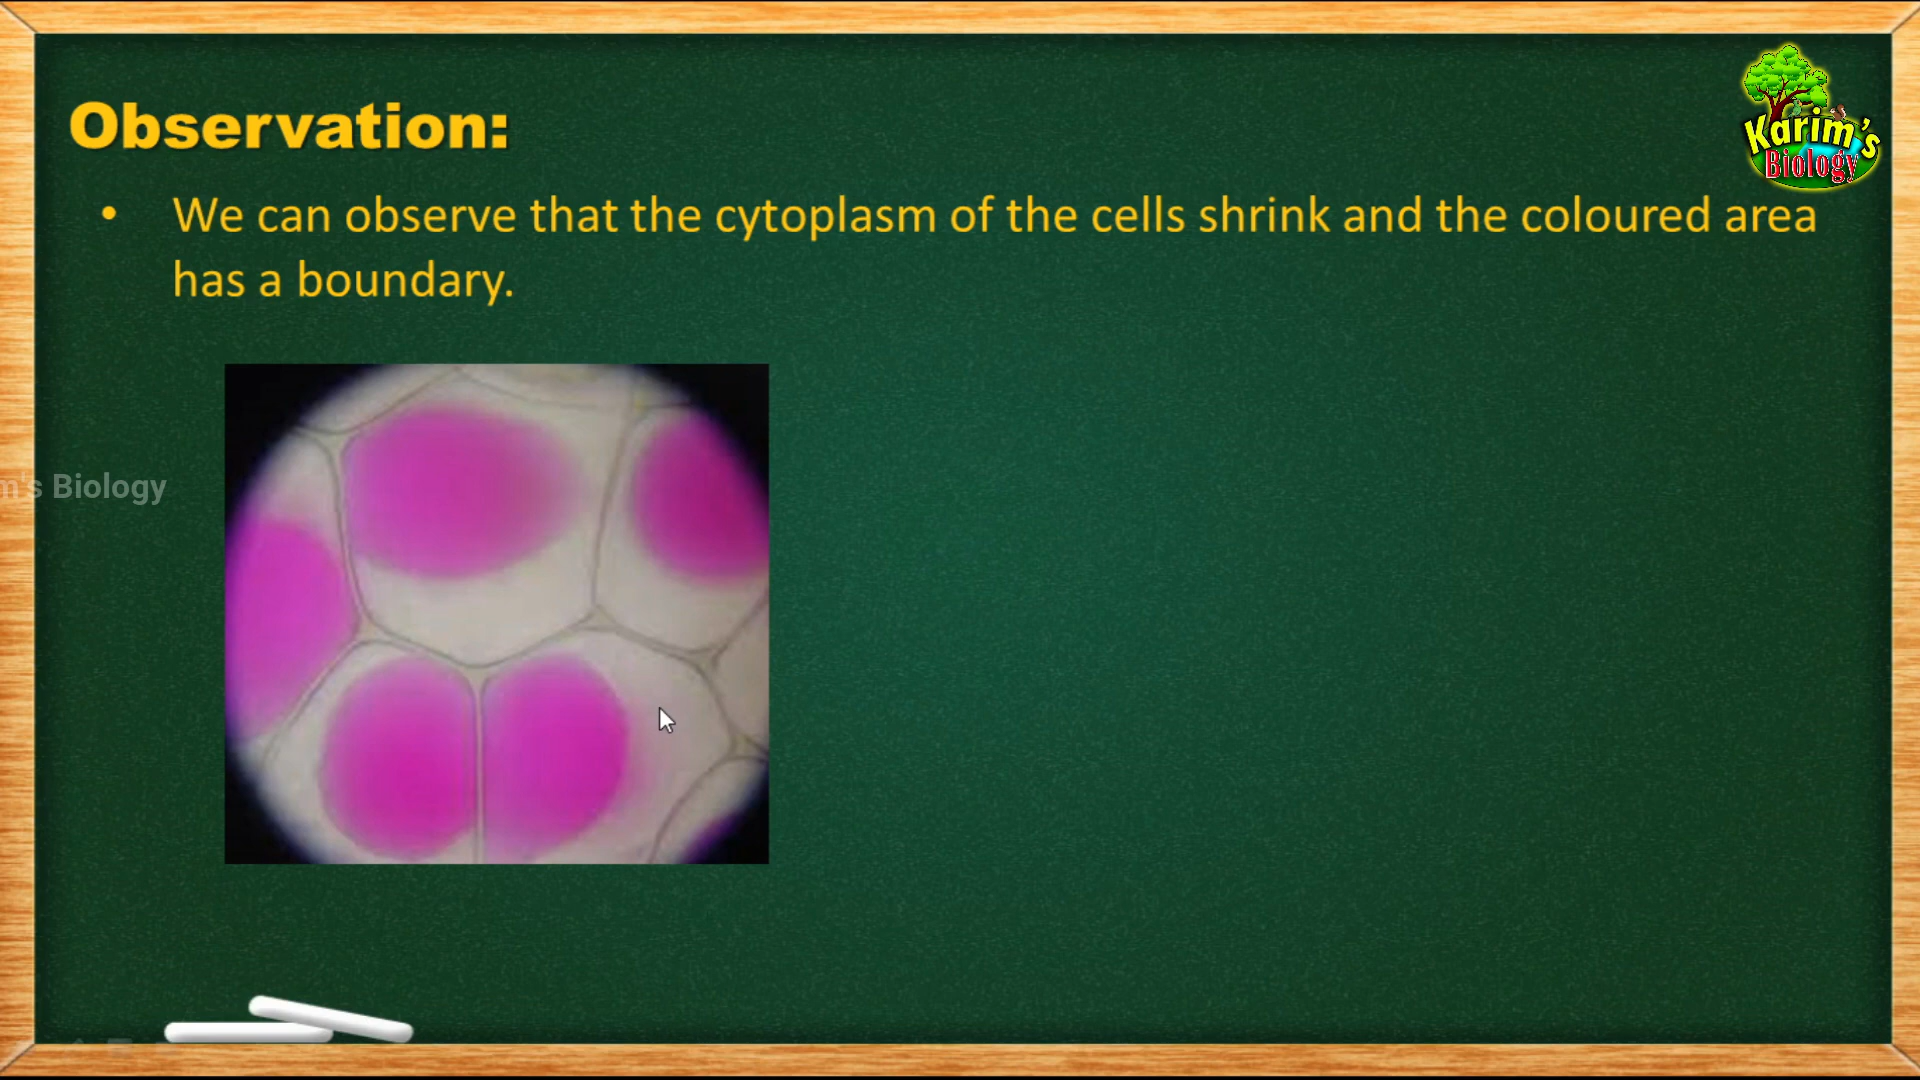 Observation:
• We can observe that the cytoplasm of the cells shrink and the coloured area
has a boundary.
Karim's
Biology
m's Biology